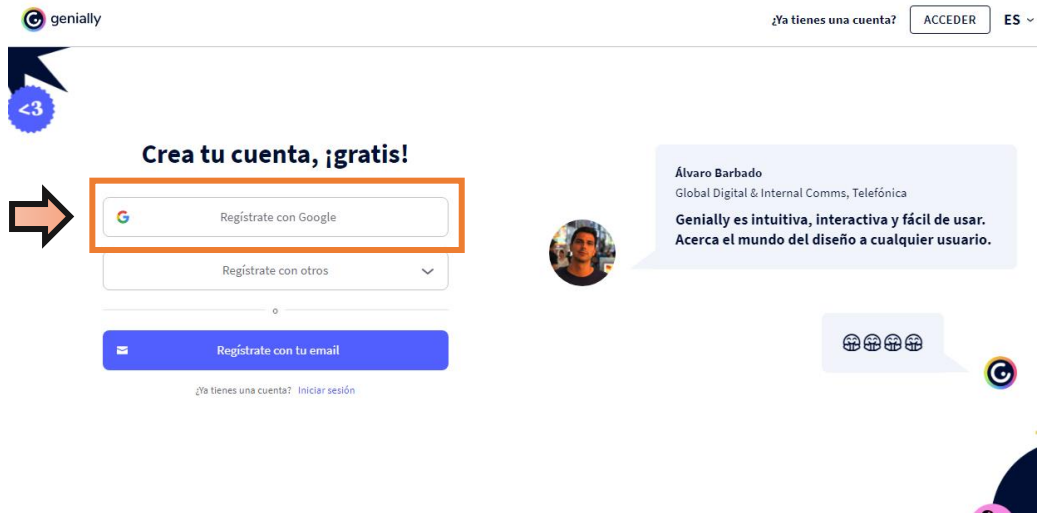 genially
¿Ya tienes una cuenta?
ACCEDER
ES
<3
Crea tu cuenta, ¡gratis!
Regístrate con Google
Regístrate con otros
o
Regístrate con tu email
¿Ya tienes una cuenta? Iniciar sesión
Álvaro Barbado
Global Digital & Internal Comms, Telefónica
Genially es intuitiva, interactiva y fácil de usar.
Acerca el mundo del diseño a cualquier usuario.